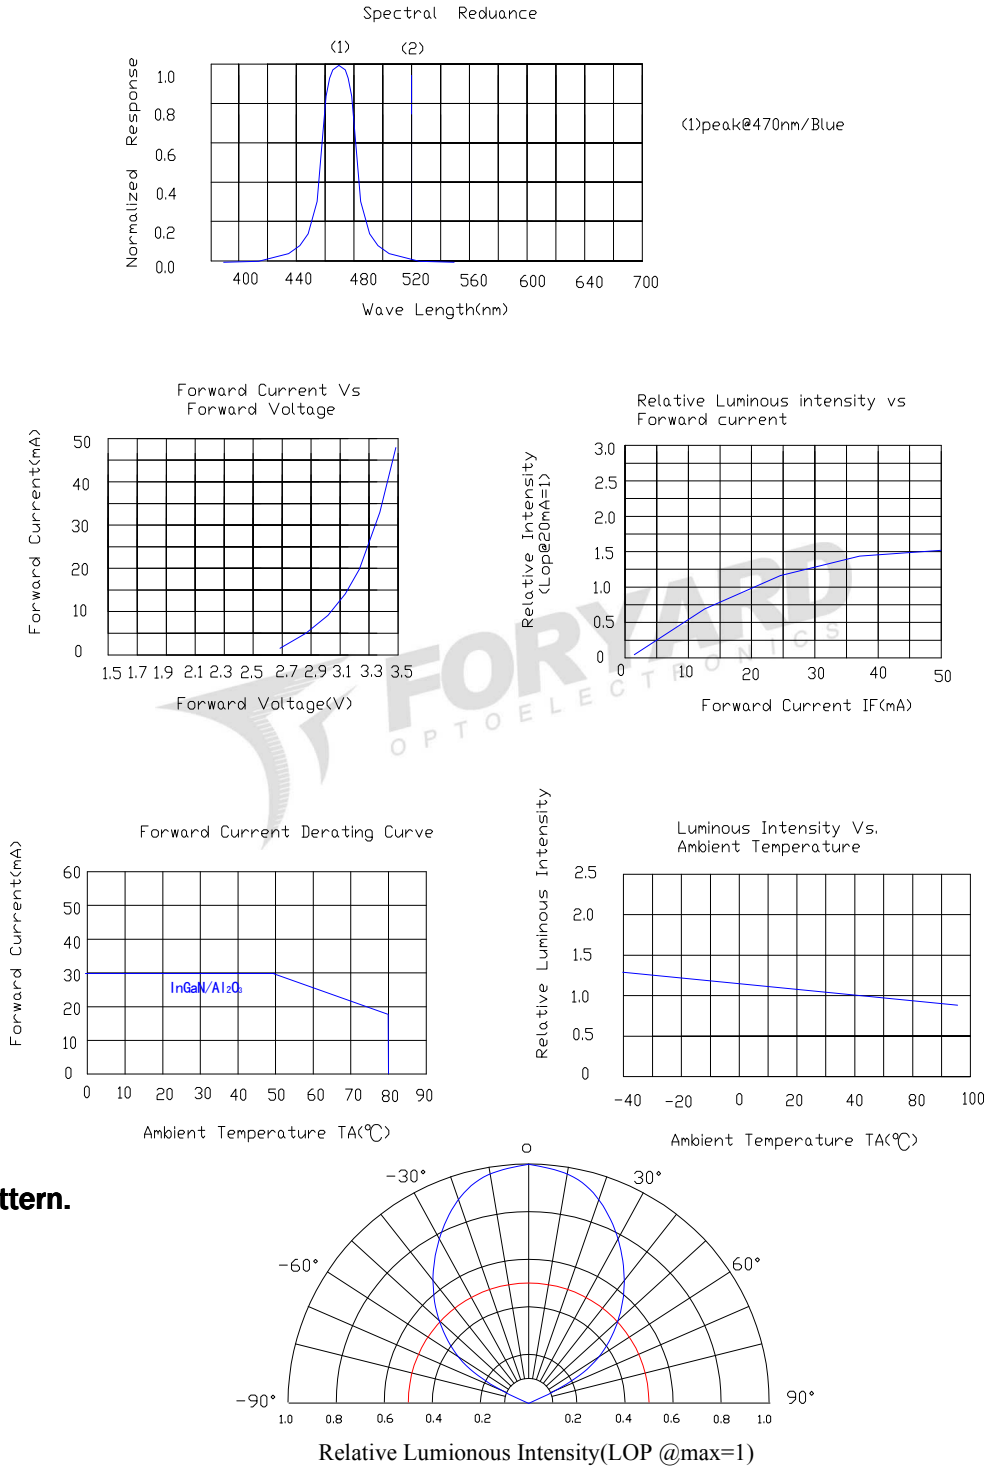 Spectral Reduance
(1) (2)
Normalized Response
1.0
0.8
0.6
0.4
0.2
0.0
400 440 480 520 560 600 640 700
Wave Length(nm)
(1)peak@470nm/Blue
Forward Current Vs
Forward Voltage
Forward Current(mA)
50
40
30
20
10
0
1.5 1.7 1.9 2.1 2.3 2.5 2.7 2.9 3.1 3.3 3.5
Forward Voltage(V)
Relative Luminous intensity vs
Forward current
Relative Intensity
(Lop@20mA=1)
3.0
2.5
2.0
1.5
1.0
0.5
0
0 10 20 30 40 50
Forward Current IF(mA)
FORYARD
OPTOELECTRONICS
Forward Current Derating Curve
Forward Current(mA)
60
50
40
30
20
10
0
InGaN/Al₂O₃
0 10 20 30 40 50 60 70 80 90
Ambient Temperature TA(℃)
Luminous Intensity Vs.
Ambient Temperature
Relative Luminous Intensity
2.5
2.0
1.5
1.0
0.5
0
-40 -20 0 20 40 80 100
Ambient Temperature TA(℃)
ttern.
0
-30° 30°
-60° 60°
-90° 90°
1.0 0.8 0.6 0.4 0.2 0.2 0.4 0.6 0.8 1.0
Relative Lumionous Intensity(LOP @max=1)